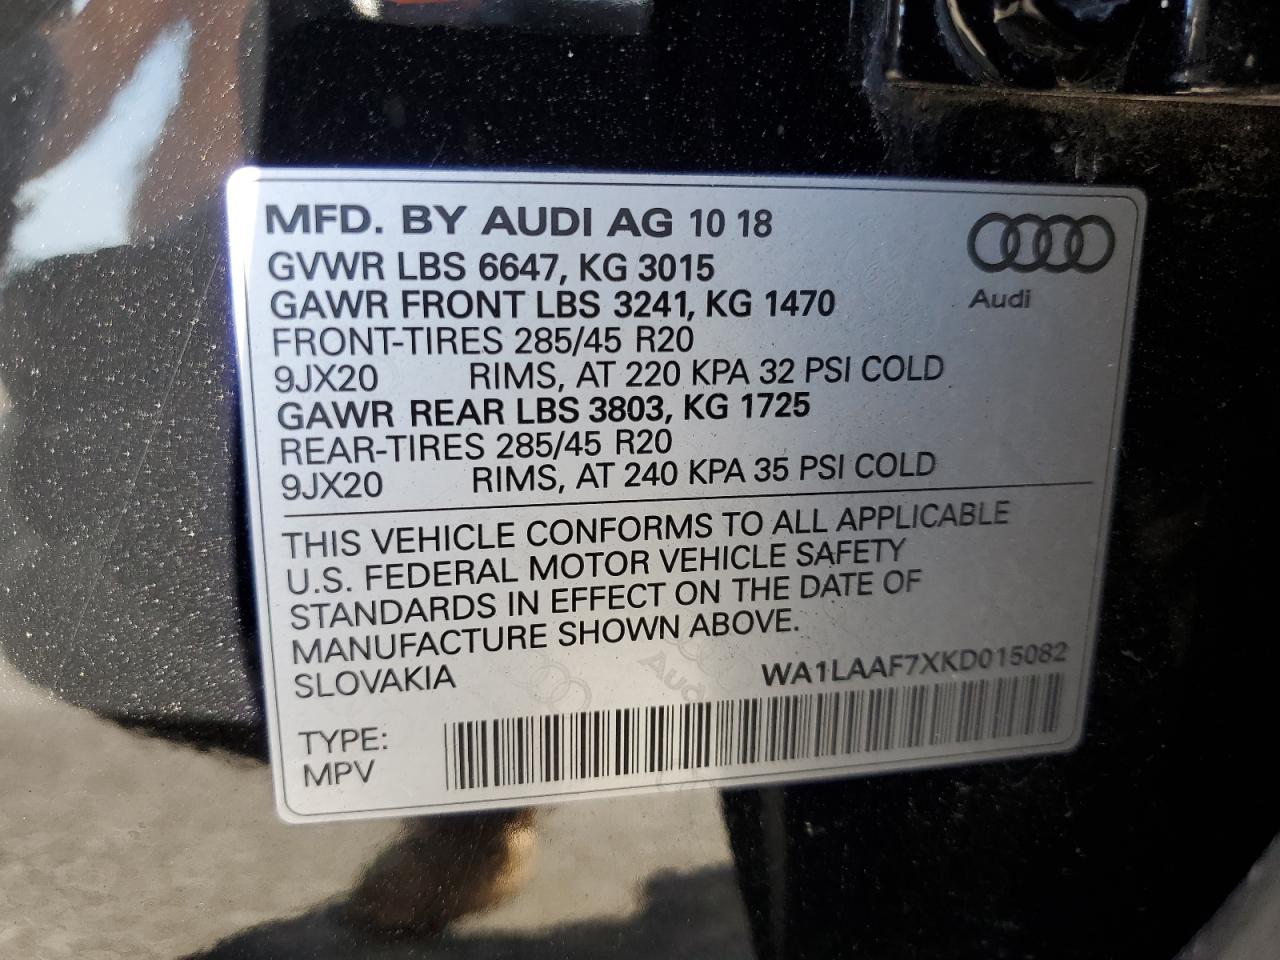 MFD. BY AUDI AG 10 18
GVWR LBS 6647, KG 3015
GAWR FRONT LBS 3241, KG 1470
FRONT-TIRES 285/45 R20
9JX20 RIMS, AT 220 KPA 32 PSI COLD
GAWR REAR LBS 3803, KG 1725
REAR-TIRES 285/45 R20
9JX20 RIMS, AT 240 KPA 35 PSI COLD
Audi
THIS VEHICLE CONFORMS TO ALL APPLICABLE
U.S. FEDERAL MOTOR VEHICLE SAFETY
STANDARDS IN EFFECT ON THE DATE OF
MANUFACTURE SHOWN ABOVE.
SLOVAKIA
Audi
WA1LAAF7XKD015082
TYPE:
MPV